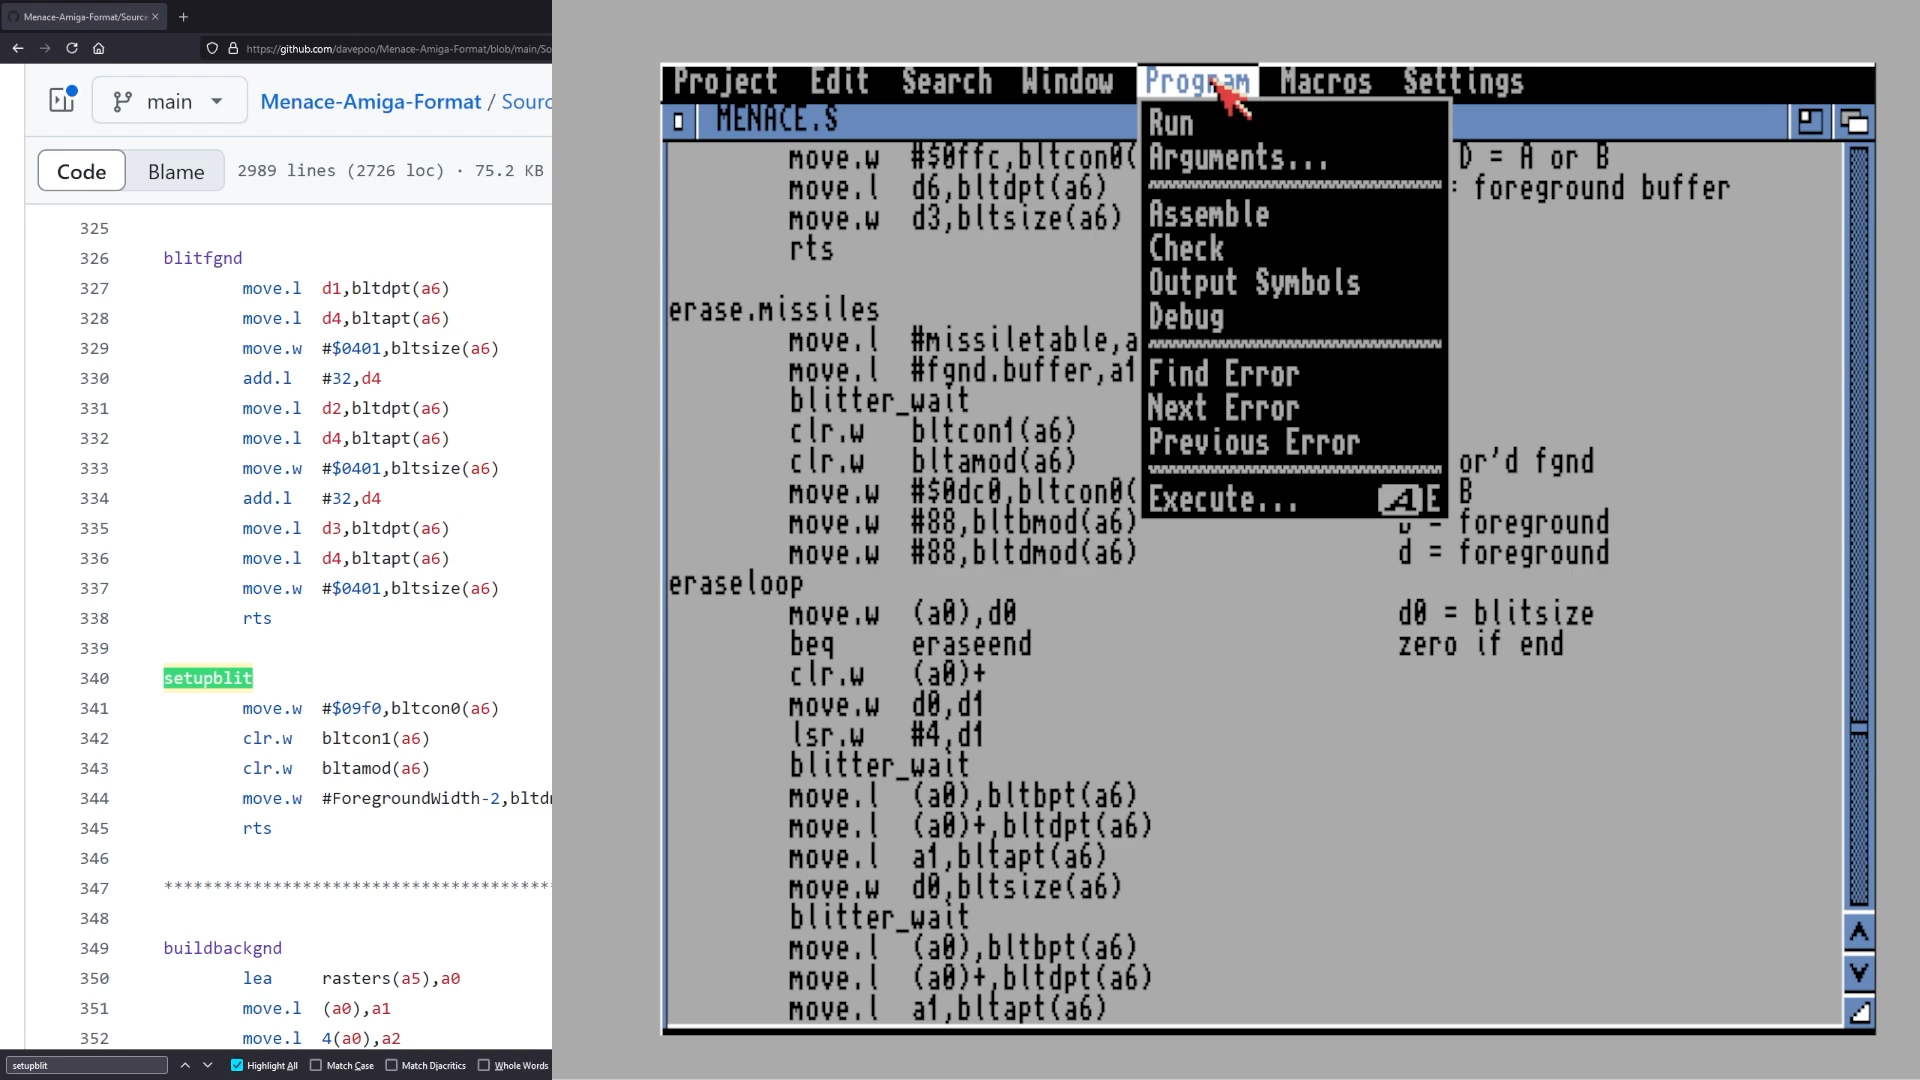 Menace-Amiga-Format/Source
https://github.com/davepoo/Menace-Amiga-Format/blob/main/So
main
Menace-Amiga-Format / Sourc
Code
Blame
2989 lines (2726 loc) · 75.2 KB
325
326 blitfgnd
327 move.l d1,bltdpt(a6)
328 move.l d4,bltapt(a6)
329 move.w #$0401,bltsize(a6)
330 add.l #32,d4
331 move.l d2,bltdpt(a6)
332 move.l d4,bltapt(a6)
333 move.w #$0401,bltsize(a6)
334 add.l #32,d4
335 move.l d3,bltdpt(a6)
336 move.l d4,bltapt(a6)
337 move.w #$0401,bltsize(a6)
338 rts
339
340 setupblit
341 move.w #$09f0,bltcon0(a6)
342 clr.w bltcon1(a6)
343 clr.w bltamod(a6)
344 move.w #ForegroundWidth-2,bltd
345 rts
346
347 ***************************************
348
349 buildbackgnd
350 lea rasters(a5),a0
351 move.l (a0),a1
352 move.l 4(a0),a2
setupblit
Highlight All
Match Case
Match Diacritics
Whole Words
Project Edit Search Window Program Macros Settings
MENACE.S
Run
Arguments...
Assemble
Check
Output Symbols
Debug
Find Error
Next Error
Previous Error
Execute... A E
move.w #$0ffc,bltcon0( D = A or B
move.l d6,bltdpt(a6) = foreground buffer
move.w d3,bltsize(a6)
rts
erase.missiles
move.l #missiletable,a
move.l #fgnd.buffer,a1
blitter_wait
clr.w bltcon1(a6)
clr.w bltamod(a6) or'd fgnd
move.w #$0dc0,bltcon0( B
move.w #88,bltbmod(a6) = foreground
move.w #88,bltdmod(a6) d = foreground
eraseloop
move.w (a0),d0 d0 = blitsize
beq eraseend zero if end
clr.w (a0)+
move.w d0,d1
lsr.w #4,d1
blitter_wait
move.l (a0),bltbpt(a6)
move.l (a0)+,bltdpt(a6)
move.l a1,bltapt(a6)
move.w d0,bltsize(a6)
blitter_wait
move.l (a0),bltbpt(a6)
move.l (a0)+,bltdpt(a6)
move.l a1,bltapt(a6)